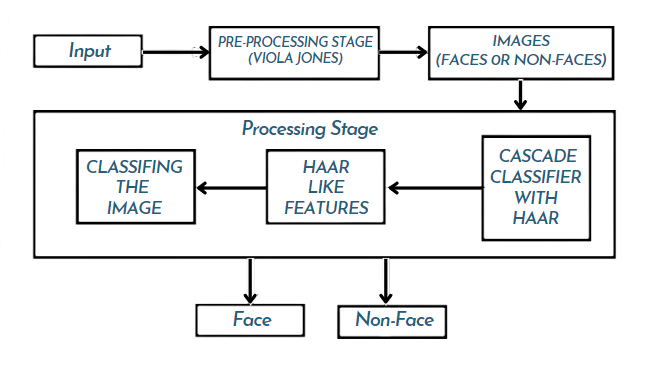 Input
PRE-PROCESSING STAGE
(VIOLA JONES)
IMAGES
(FACES OR NON-FACES)
Processing Stage
CLASSIFING
THE
IMAGE
HAAR
LIKE
FEATURES
CASCADE
CLASSIFIER
WITH
HAAR
Face
Non-Face